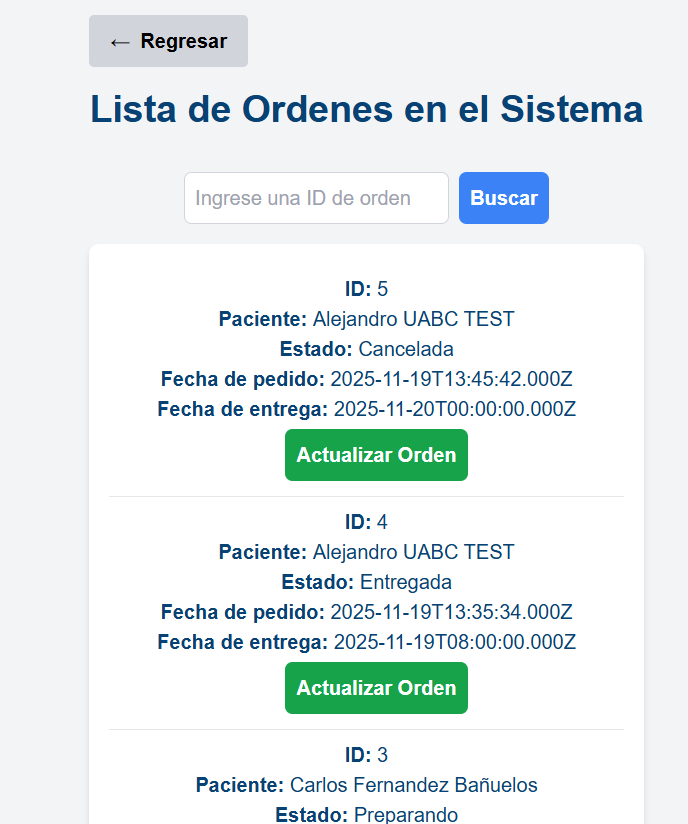 ← Regresar
Lista de Ordenes en el Sistema
Ingrese una ID de orden
Buscar
ID: 5
Paciente: Alejandro UABC TEST
Estado: Cancelada
Fecha de pedido: 2025-11-19T13:45:42.000Z
Fecha de entrega: 2025-11-20T00:00:00.000Z
Actualizar Orden
ID: 4
Paciente: Alejandro UABC TEST
Estado: Entregada
Fecha de pedido: 2025-11-19T13:35:34.000Z
Fecha de entrega: 2025-11-19T08:00:00.000Z
Actualizar Orden
ID: 3
Paciente: Carlos Fernandez Bañuelos
Estado: Preparando